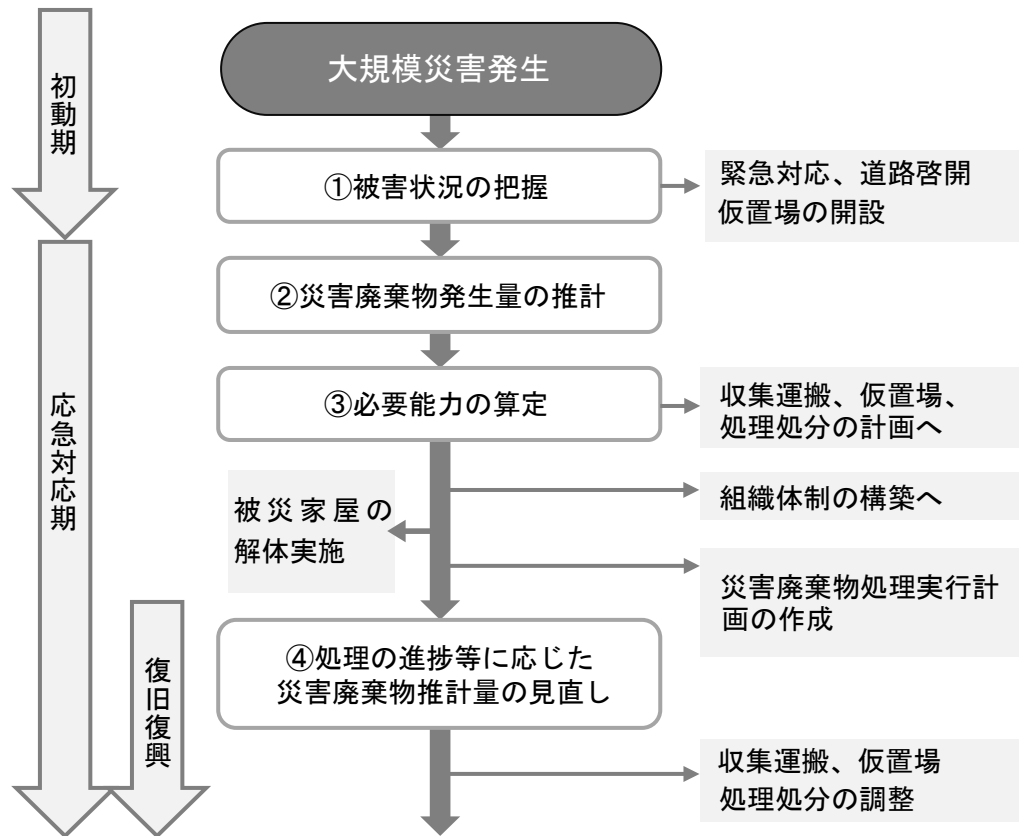 初動期
大規模災害発生
①被害状況の把握
緊急対応、道路啓開
仮置場の開設
②災害廃棄物発生量の推計
応急対応期
③必要能力の算定
収集運搬、仮置場、
処理処分の計画へ
組織体制の構築へ
被災家屋の
解体実施
災害廃棄物処理実行計
画の作成
復旧復興
④処理の進捗等に応じた
災害廃棄物推計量の見直し
収集運搬、仮置場
処理処分の調整